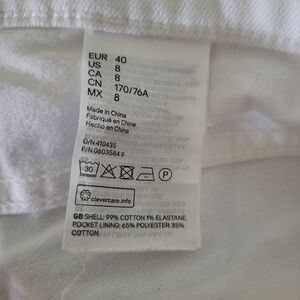 EUR 40
US 8
CA 8
CN 170/76A
MX 8
Made in China
Fabriqué en Chine
Hecho en China
G/N 410435
P/N 06035849
30 P
clevercare.info
GB SHELL: 99% COTTON 1% ELASTANE.
POCKET LINING: 65% POLYESTER 35%
COTTON.